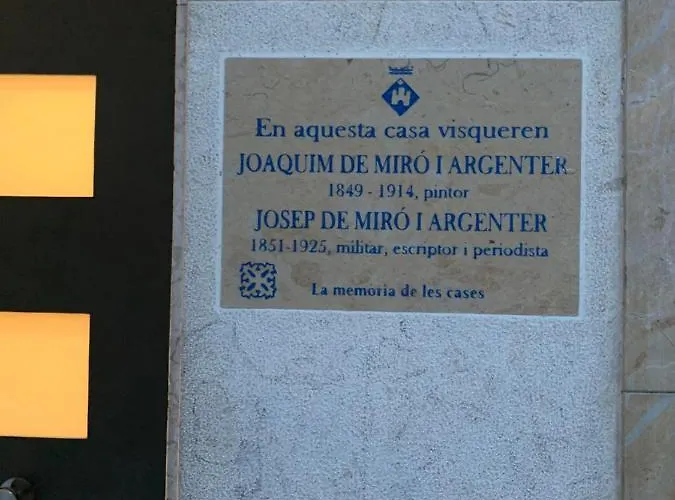 En aquesta casa visqueren
JOAQUIM DE MIRÓ I ARGENTER
1849 - 1914, pintor
JOSEP DE MIRÓ I ARGENTER
1851-1925, militar, escriptor i periodista
La memòria de les cases